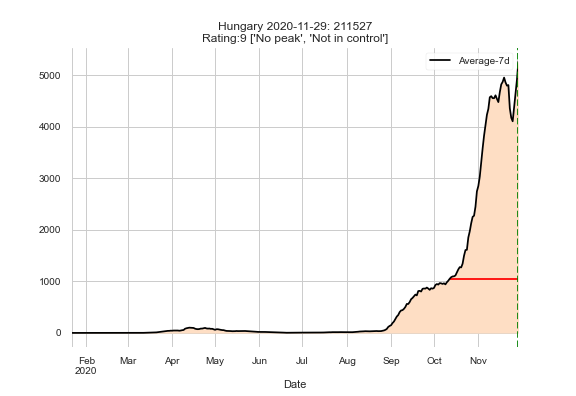 Hungary 2020-11-29: 211527
Rating:9 ['No peak', 'Not in control']
Average-7d
5000
4000
3000
2000
1000
0
Feb Mar Apr May Jun Jul Aug Sep Oct Nov
2020
Date